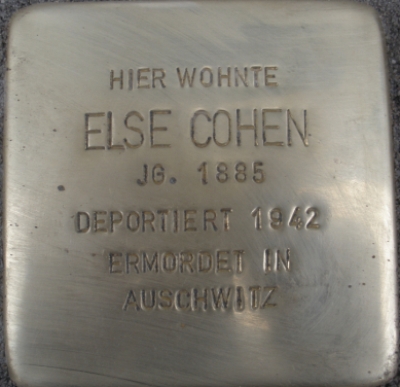 HIER WOHNTE
ELSE COHEN
JG. 1885
DEPORTIERT 1942
ERMORDET IN
AUSCHWITZ